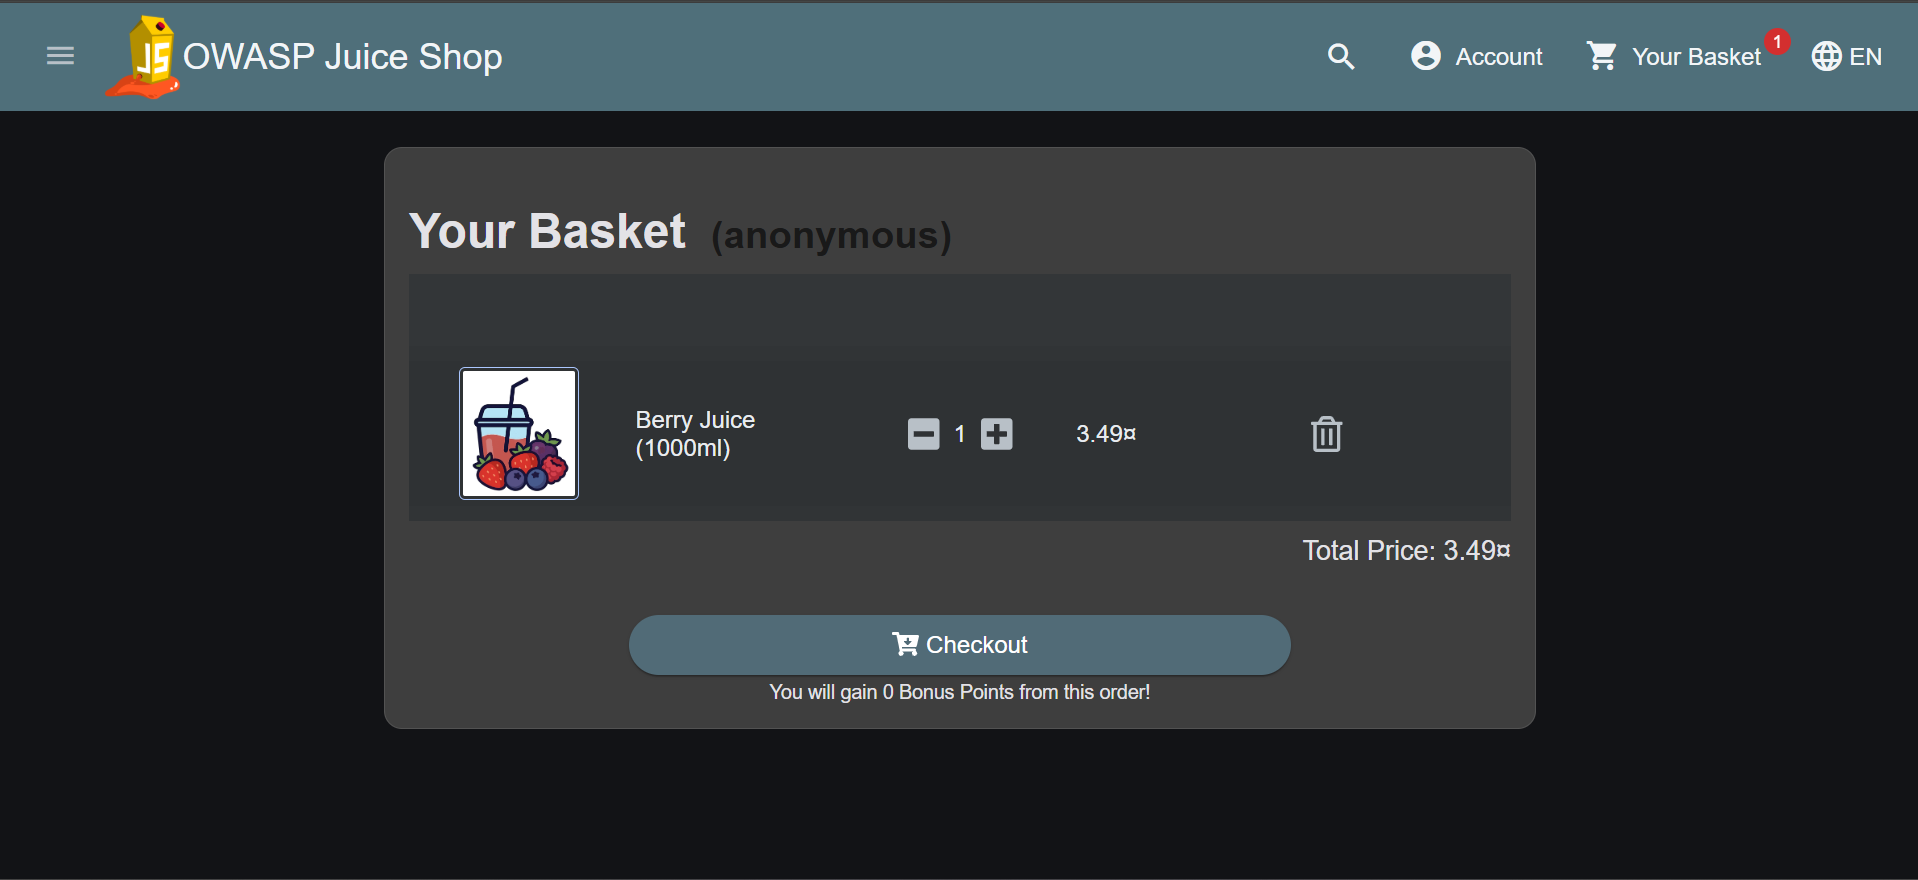 JS
OWASP Juice Shop
Account
Your Basket
1
EN
Your Basket (anonymous)
Berry Juice
(1000ml)
1
3.49¤
Total Price: 3.49¤
Checkout
You will gain 0 Bonus Points from this order!